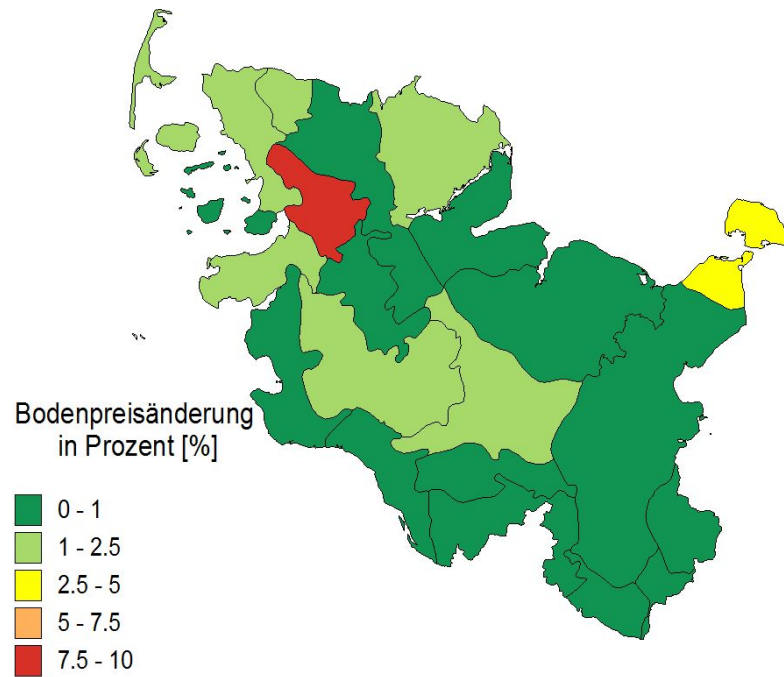 Bodenpreisänderung
in Prozent [%]
0 - 1
1 - 2.5
2.5 - 5
5 - 7.5
7.5 - 10